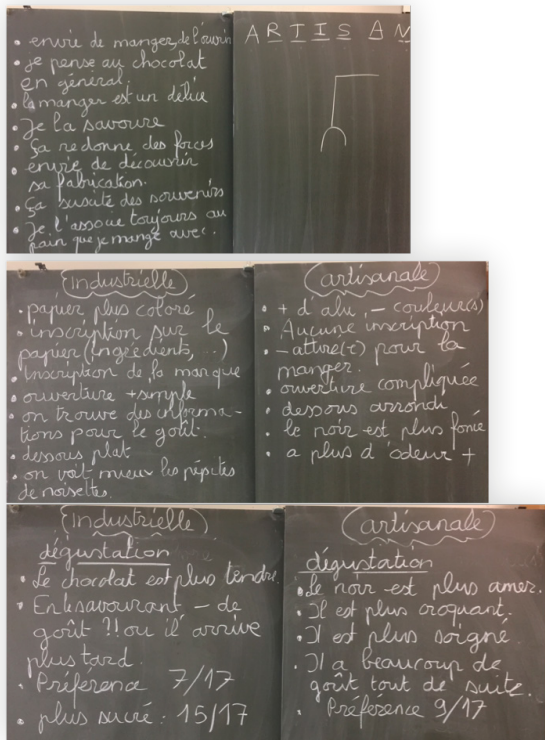 • envie de manger, de l'ouvrir
• je pense au chocolat
en général.
• la manger est un délice
• Je la savoure
• Ça redonne des forces
• envie de découvrir
sa fabrication.
• Ça suscite des souvenirs
• Je l'associe toujours au
pain que je mange avec.
ARTISAN
industrielle
• papier plus coloré
• inscription sur le
papier (Ingrédients, ...)
• inscription de la marque
• ouverture + simple
• on trouve des informa-
tions pour le goût.
• dessous plat
• on voit mieux les pépites
de noisettes.
artisanale
• + d'alu, - couleur(s)
• Aucune inscription
• - attiré(e) pour la
manger.
• ouverture compliquée
• dessous arrondi
• le noir est plus foncé
• a plus d'odeur +
industrielle
dégustation
• Le chocolat est plus tendre.
• En le savourant - de
goût ?! ou il arrive
plus tard.
• Préférence 7/17
• plus sucré : 15/17
artisanale
dégustation
• Le noir est plus amer.
• Il est plus croquant.
• Il est plus soigné.
• Il a beaucoup de
goût tout de suite.
• Préférence 9/17